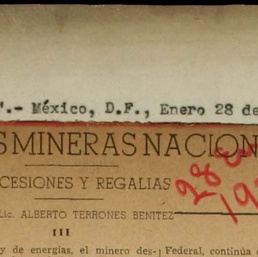 ".- México, D.F., Enero 28 de
S MINERAS NACION
CESIONES Y REGALIAS
Lic. ALBERTO TERRONES BENITEZ
III
y de energías, el minero des- Federal, continúa